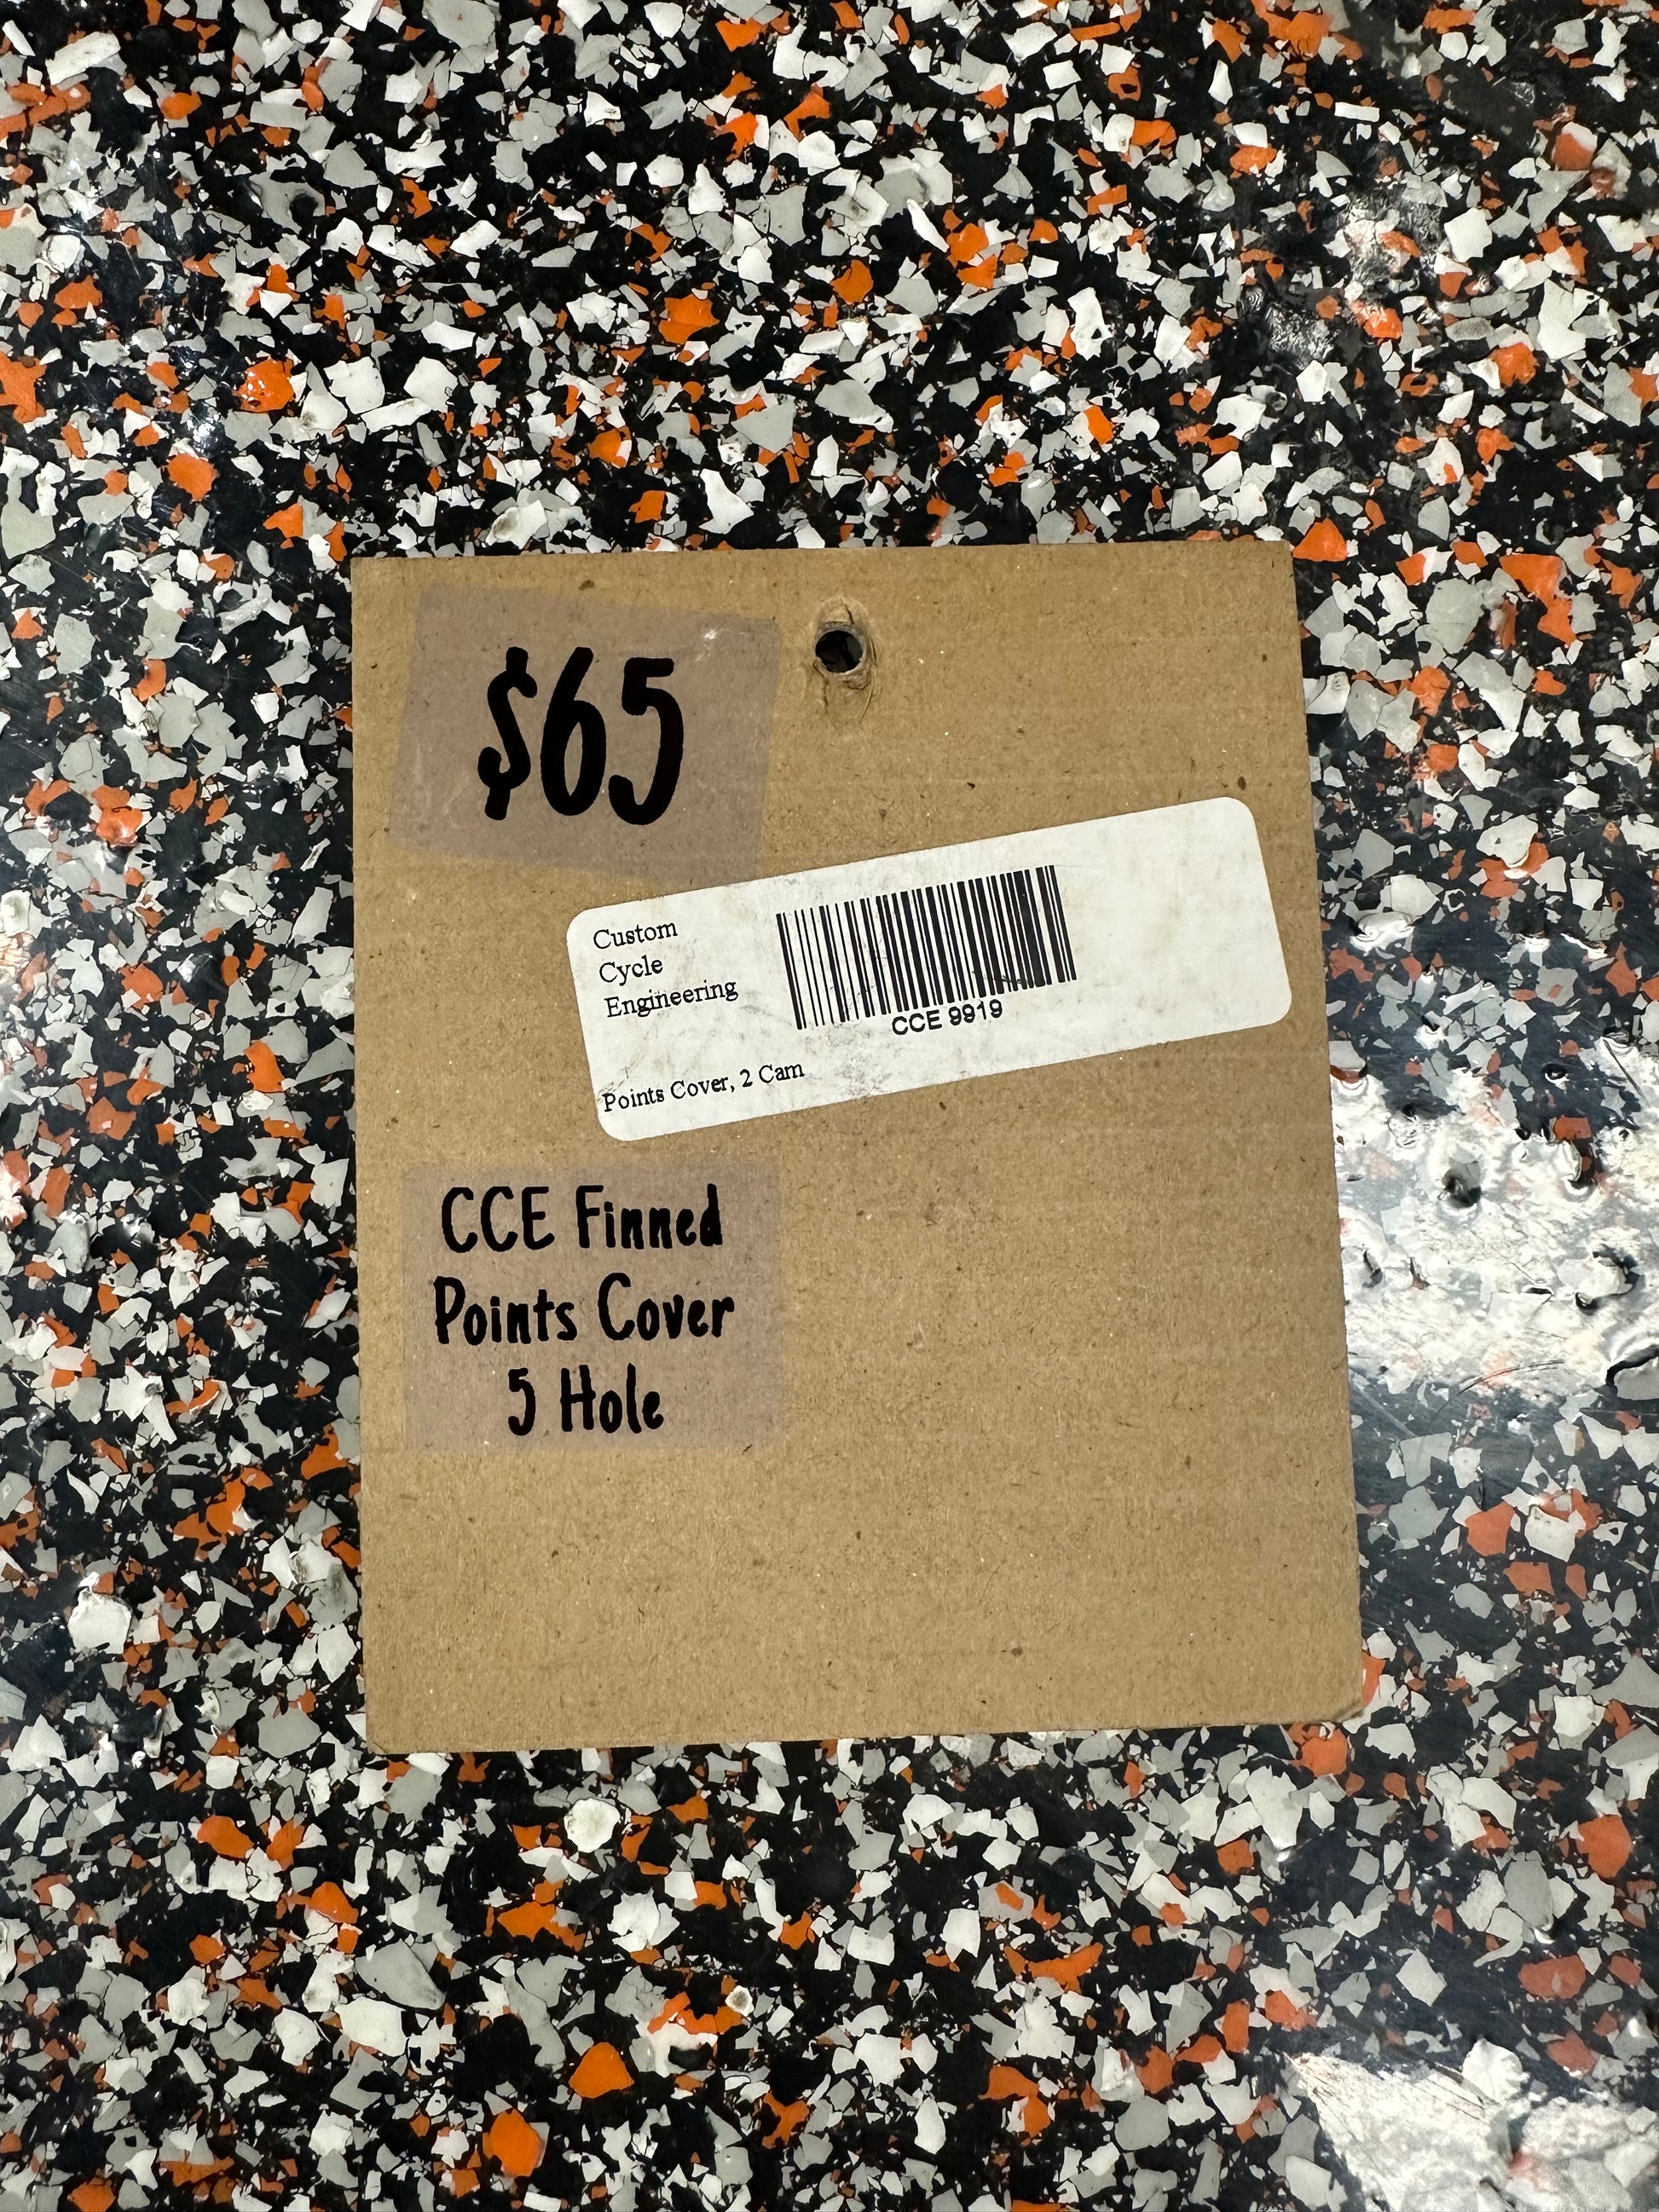 $65
Custom
Cycle
Engineering
CCE 9919
Points Cover, 2 Cam
CCE Finned
Points Cover
5 Hole